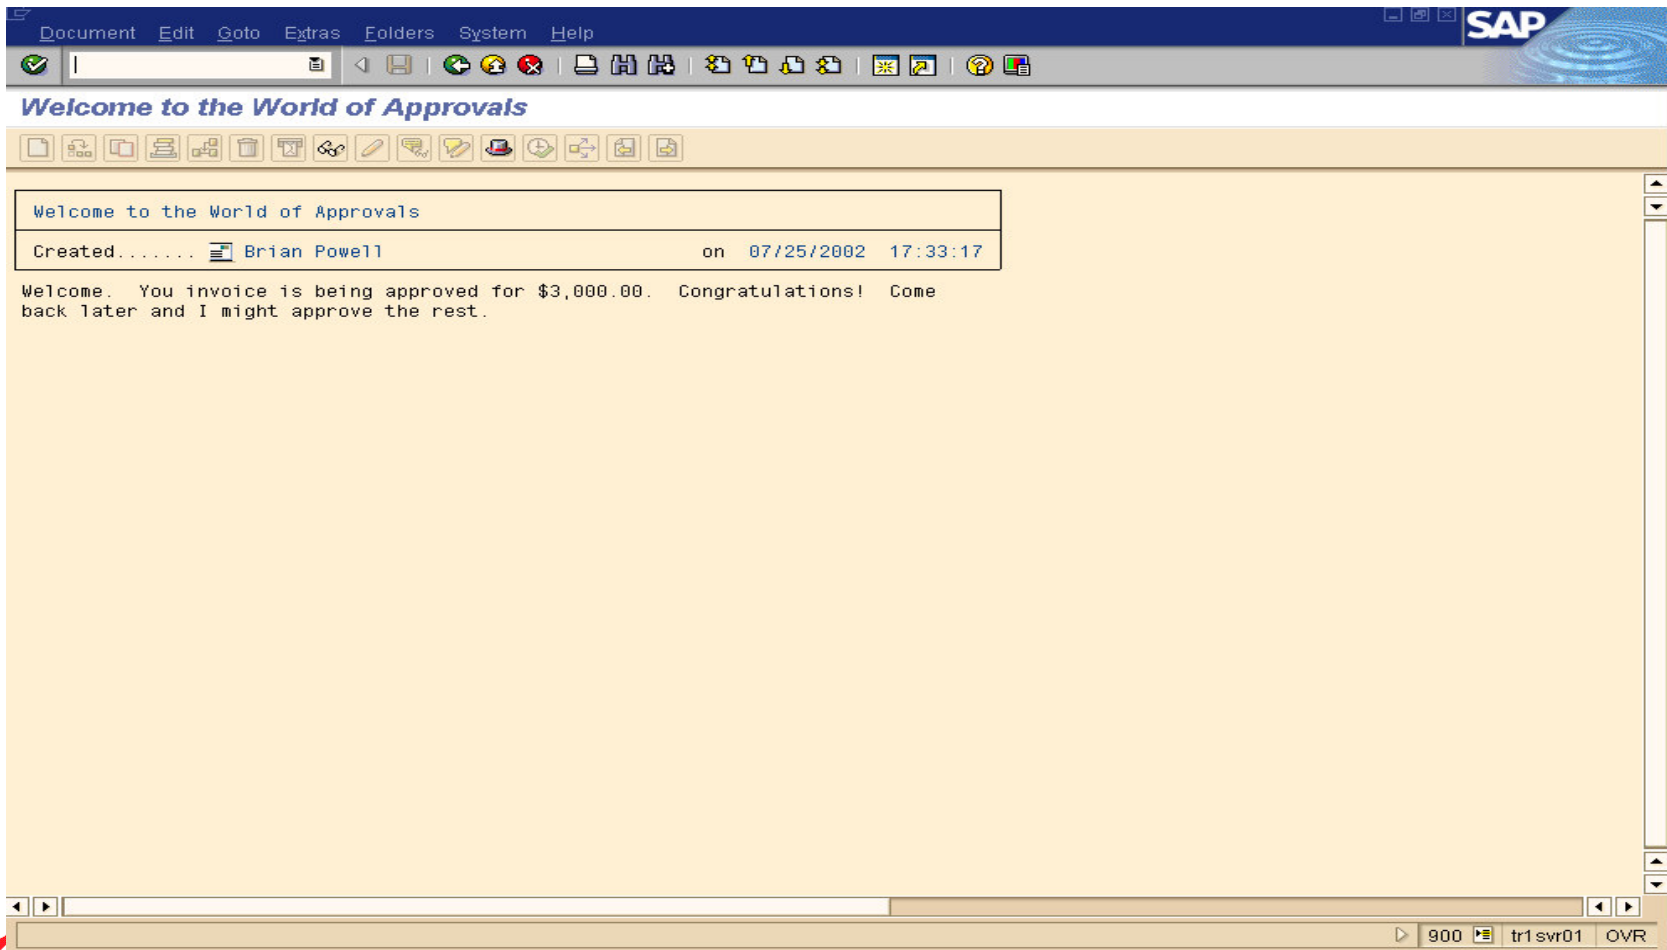 Document Edit Goto Extras Folders System Help
SAP
Welcome to the World of Approvals
Welcome to the World of Approvals
Created....... Brian Powell on 07/25/2002 17:33:17
Welcome. You invoice is being approved for $3,000.00. Congratulations! Come
back later and I might approve the rest.
900 tr1svr01 OVR